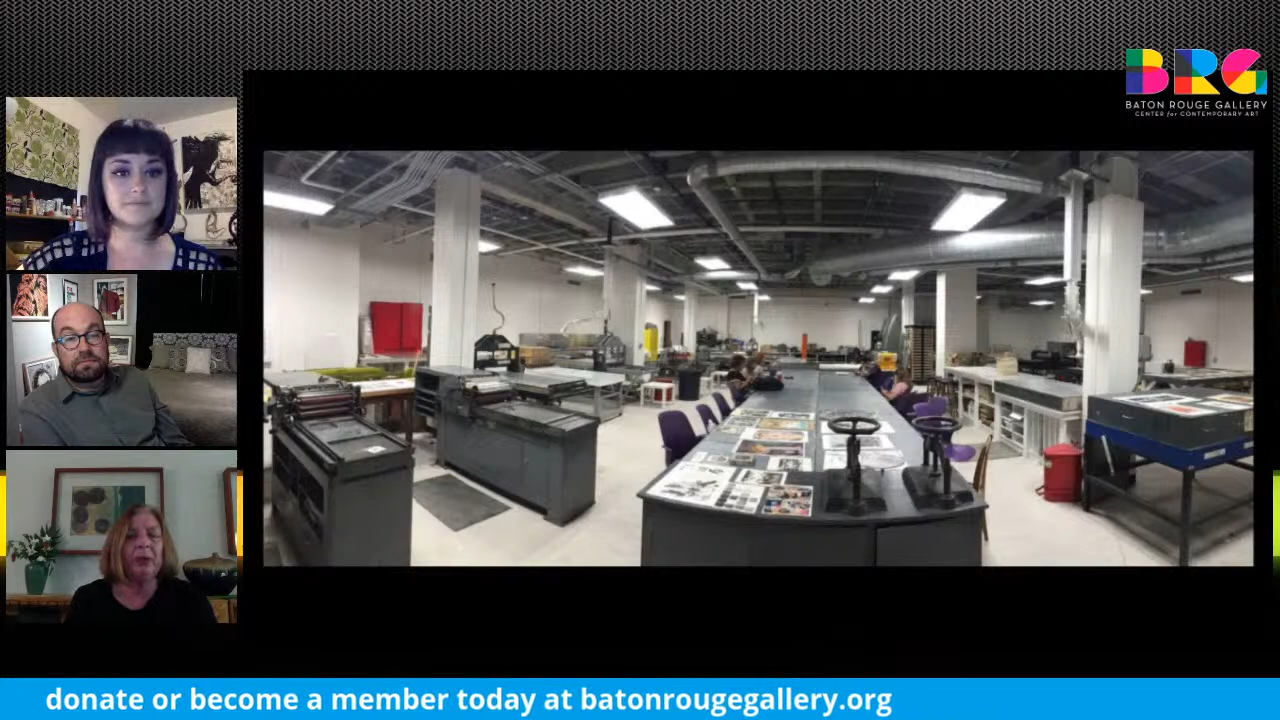 BRG
BATON ROUGE GALLERY
CENTER for CONTEMPORARY ART
donate or become a member today at batonrougegallery.org